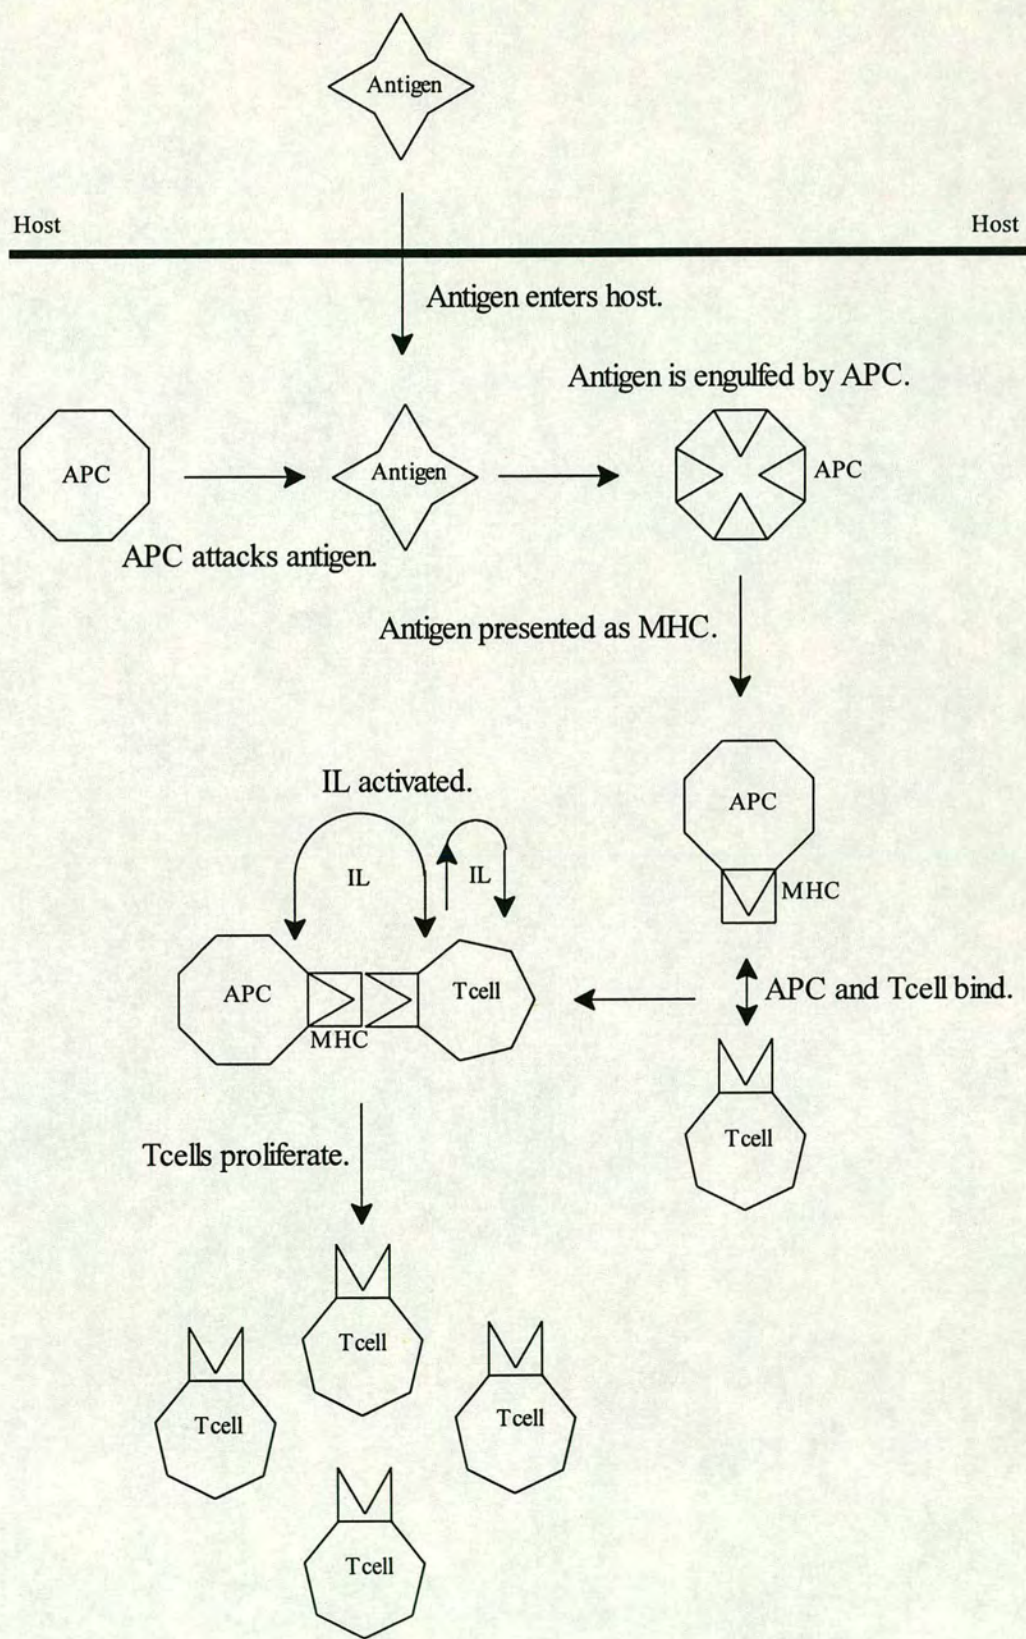 Antigen
Host
Host
Antigen enters host.
Antigen is engulfed by APC.
APC
Antigen
APC
APC attacks antigen.
Antigen presented as MHC.
IL activated.
APC
IL
IL
MHC
APC
Tcell
APC and Tcell bind.
MHC
Tcell
Tcells proliferate.
Tcell
Tcell
Tcell
Tcell